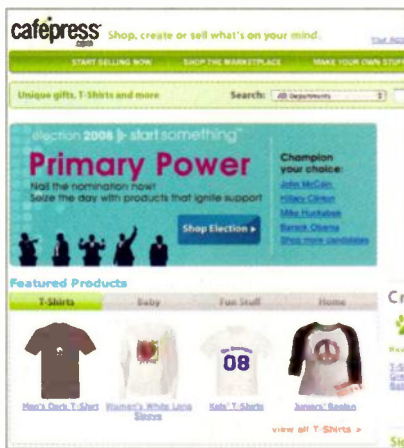 cafepress.com Shop, create or sell what's on your mind.
START SELLING NOW SHOP THE MARKETPLACE MAKE YOUR OWN STUFF
Unique gifts, T-Shirts and more Search: All Departments
election 2008 start something™
Primary Power
Nail the nomination now!
Seize the day with products that ignite support
Shop Election
Champion
your choice:
John McCain
Hillary Clinton
Mike Huckabee
Barack Obama
Shop more candidates
Featured Products
T-Shirts Baby Fun Stuff Home
08
Men's Dark T-Shirt Women's White Long Sleeve Kids' T-Shirts Juniors' Raglan
view all T-Shirts >